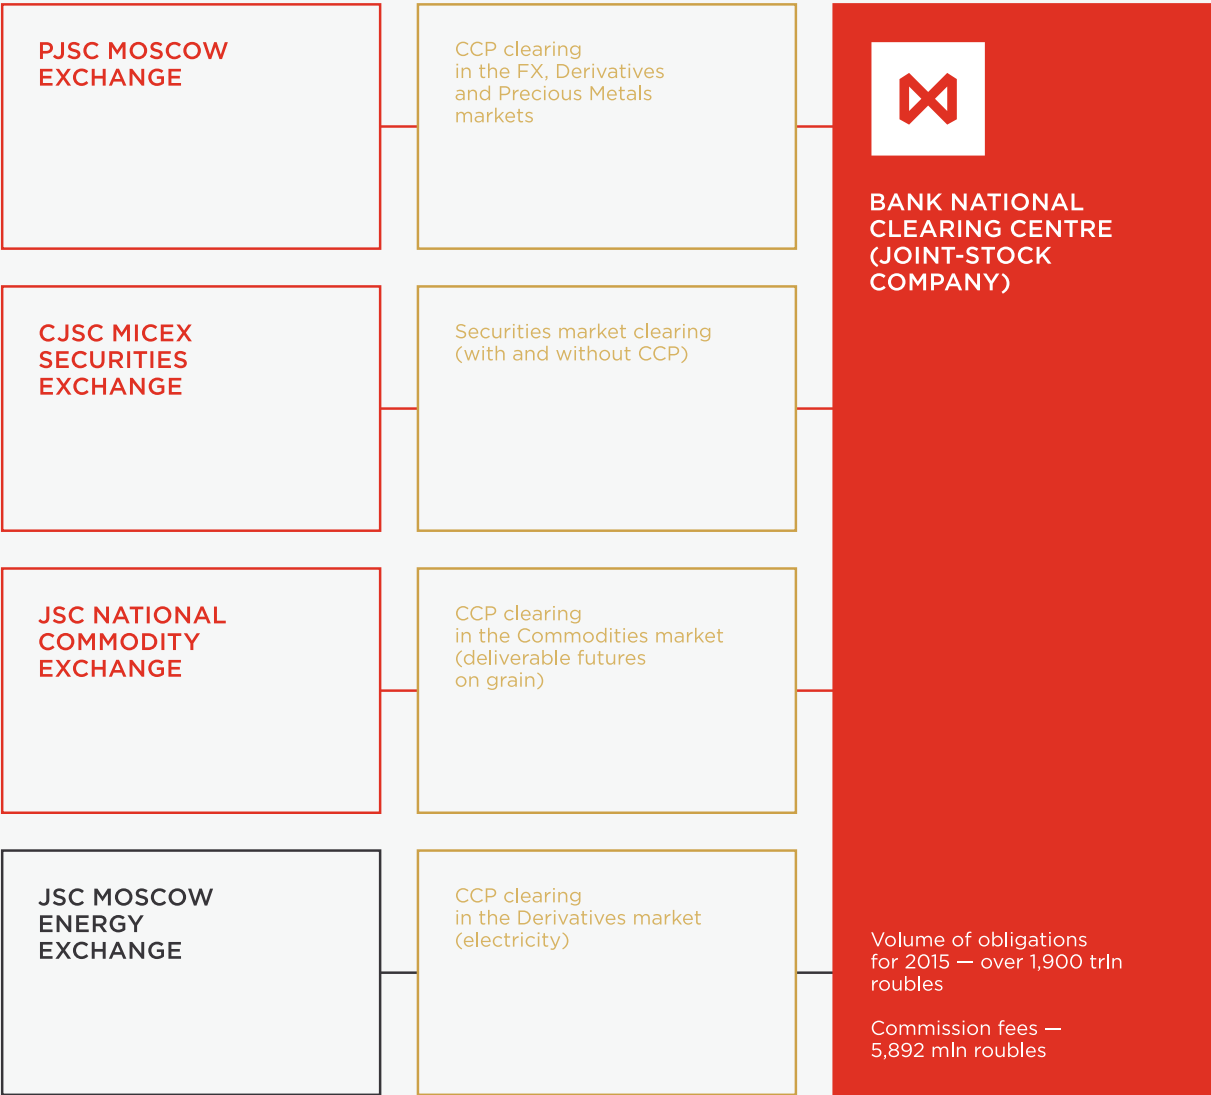 PJSC MOSCOW
EXCHANGE
CCP clearing
in the FX, Derivatives
and Precious Metals
markets
BANK NATIONAL
CLEARING CENTRE
(JOINT-STOCK
COMPANY)
CJSC MICEX
SECURITIES
EXCHANGE
Securities market clearing
(with and without CCP)
JSC NATIONAL
COMMODITY
EXCHANGE
CCP clearing
in the Commodities market
(deliverable futures
on grain)
JSC MOSCOW
ENERGY
EXCHANGE
CCP clearing
in the Derivatives market
(electricity)
Volume of obligations
for 2015 — over 1,900 trln
roubles
Commission fees —
5,892 mln roubles